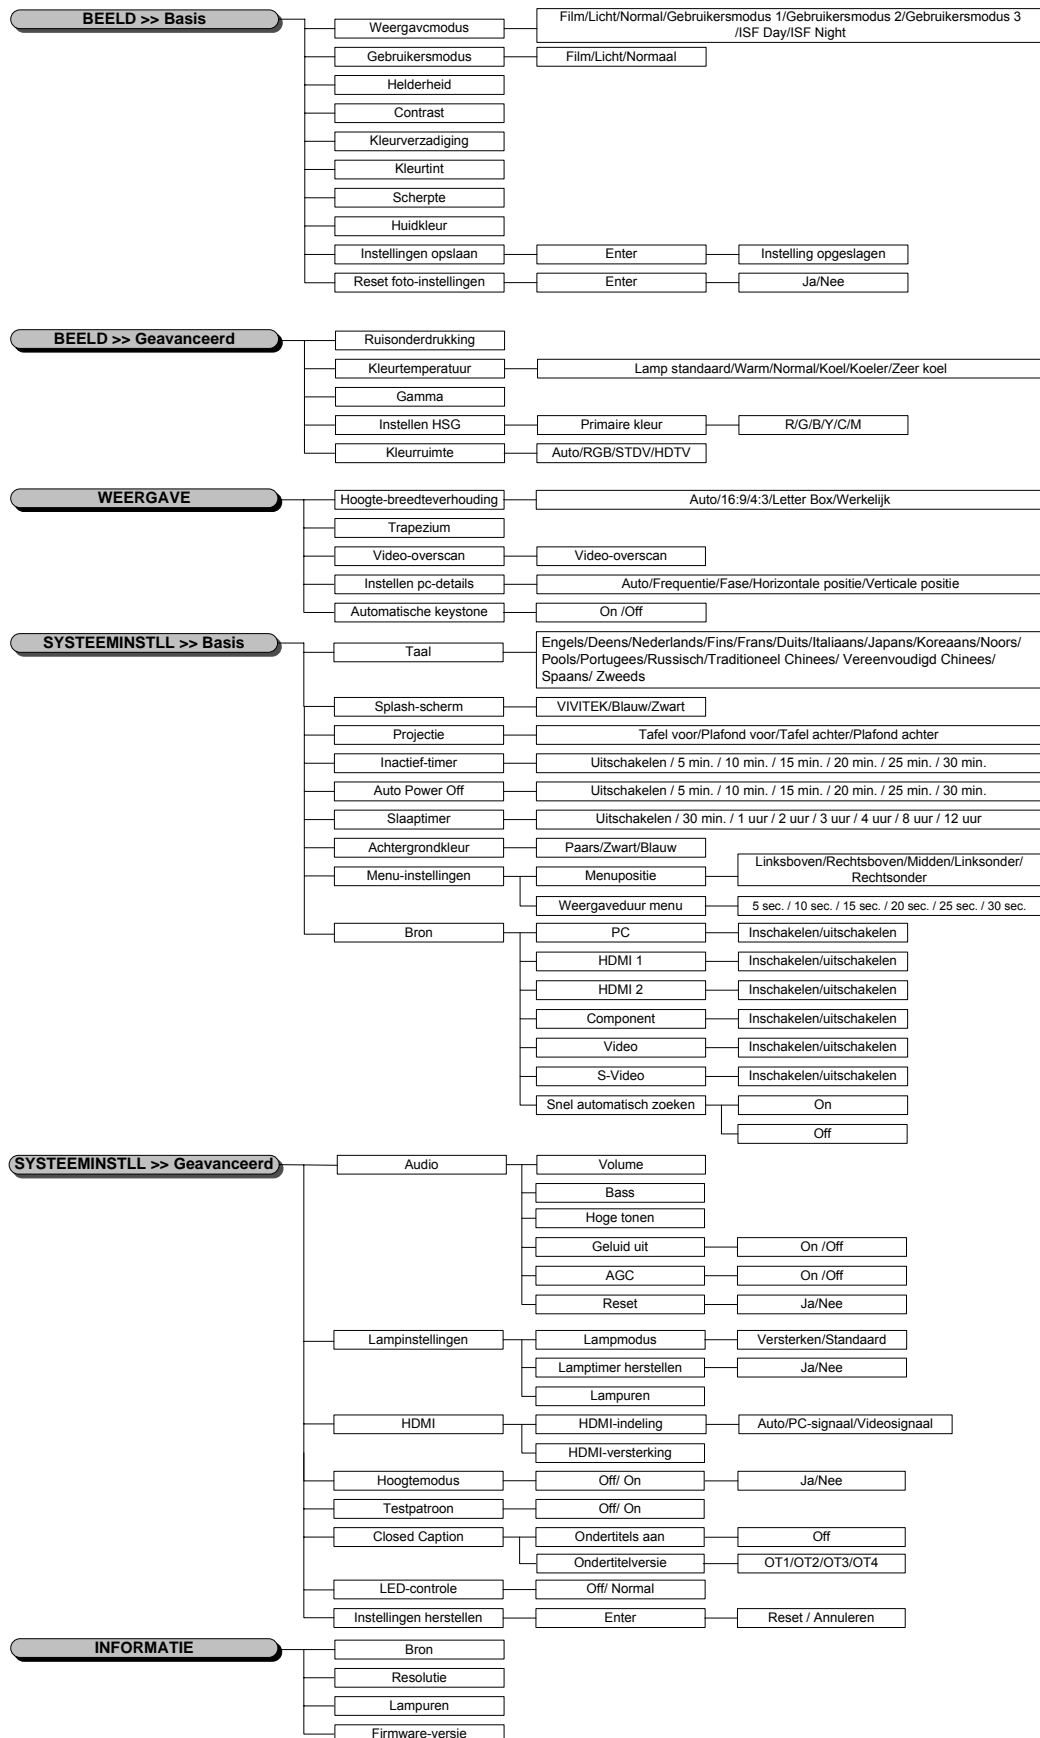 BEELD >> Basis
Weergavcmodus
Film/Licht/Normal/Gebruikersmodus 1/Gebruikersmodus 2/Gebruikersmodus 3
/ISF Day/ISF Night
Gebruikersmodus
Film/Licht/Normaal
Helderheid
Contrast
Kleurverzadiging
Kleurtint
Scherpte
Huidkleur
Instellingen opslaan
Enter
Instelling opgeslagen
Reset foto-instellingen
Enter
Ja/Nee
BEELD >> Geavanceerd
Ruisonderdrukking
Kleurtemperatuur
Lamp standaard/Warm/Normal/Koel/Koeler/Zeer koel
Gamma
Instellen HSG
Primaire kleur
R/G/B/Y/C/M
Kleurruimte
Auto/RGB/STDV/HDTV
WEERGAVE
Hoogte-breedteverhouding
Auto/16:9/4:3/Letter Box/Werkelijk
Trapezium
Video-overscan
Video-overscan
Instellen pc-details
Auto/Frequentie/Fase/Horizontale positie/Verticale positie
Automatische keystone
On /Off
SYSTEEMINSTLL >> Basis
Taal
Engels/Deens/Nederlands/Fins/Frans/Duits/Italiaans/Japans/Koreaans/Noors/
Pools/Portugees/Russisch/Traditioneel Chinees/ Vereenvoudigd Chinees/
Spaans/ Zweeds
Splash-scherm
VIVITEK/Blauw/Zwart
Projectie
Tafel voor/Plafond voor/Tafel achter/Plafond achter
Inactief-timer
Uitschakelen / 5 min. / 10 min. / 15 min. / 20 min. / 25 min. / 30 min.
Auto Power Off
Uitschakelen / 5 min. / 10 min. / 15 min. / 20 min. / 25 min. / 30 min.
Slaaptimer
Uitschakelen / 30 min. / 1 uur / 2 uur / 3 uur / 4 uur / 8 uur / 12 uur
Achtergrondkleur
Paars/Zwart/Blauw
Menu-instellingen
Menupositie
Linksboven/Rechtsboven/Midden/Linksonder/
Rechtsonder
Weergaveduur menu
5 sec. / 10 sec. / 15 sec. / 20 sec. / 25 sec. / 30 sec.
Bron
PC
Inschakelen/uitschakelen
HDMI 1
Inschakelen/uitschakelen
HDMI 2
Inschakelen/uitschakelen
Component
Inschakelen/uitschakelen
Video
Inschakelen/uitschakelen
S-Video
Inschakelen/uitschakelen
Snel automatisch zoeken
On
Off
SYSTEEMINSTLL >> Geavanceerd
Audio
Volume
Bass
Hoge tonen
Geluid uit
On /Off
AGC
On /Off
Reset
Ja/Nee
Lampinstellingen
Lampmodus
Versterken/Standaard
Lamptimer herstellen
Ja/Nee
Lampuren
HDMI
HDMI-indeling
Auto/PC-signaal/Videosignaal
HDMI-versterking
Hoogtemodus
Off/ On
Ja/Nee
Testpatroon
Off/ On
Closed Caption
Ondertitels aan
Off
Ondertitelversie
OT1/OT2/OT3/OT4
LED-controle
Off/ Normal
Instellingen herstellen
Enter
Reset / Annuleren
INFORMATIE
Bron
Resolutie
Lampuren
Firmware-versie